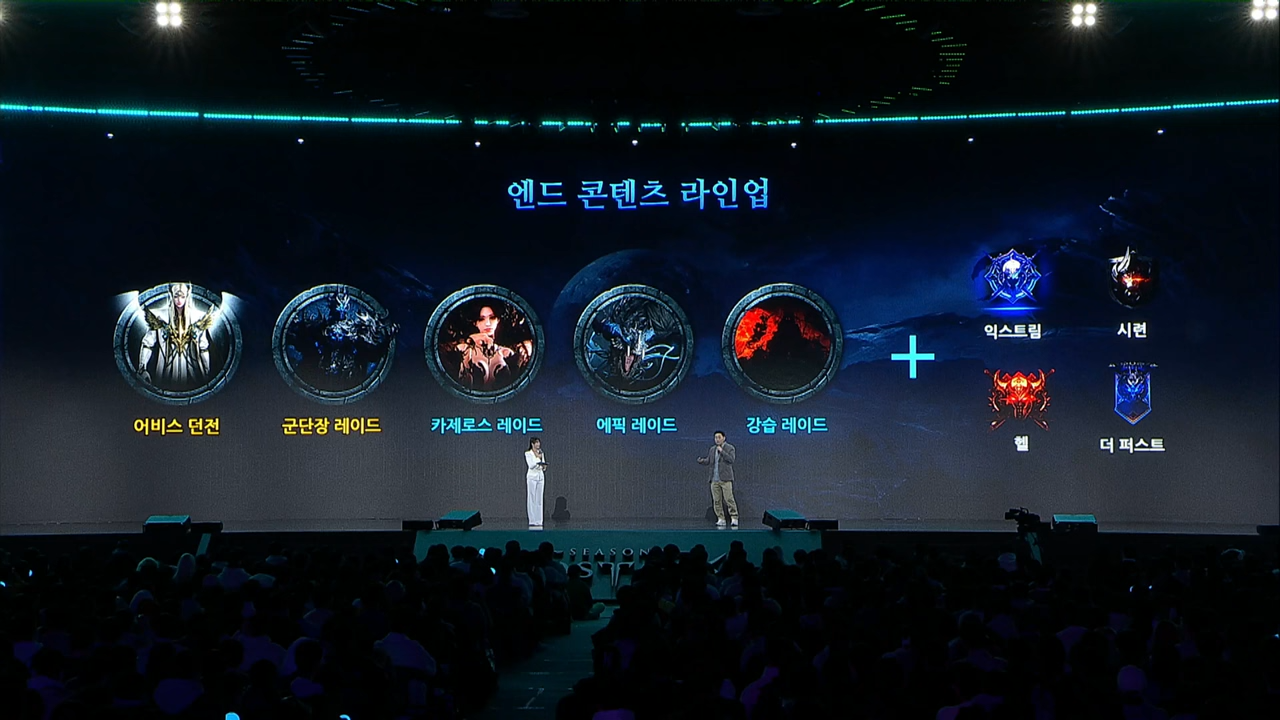 엔드 콘텐츠 라인업
어비스 던전
군단장 레이드
카제로스 레이드
에픽 레이드
강습 레이드
+
익스트림
시련
헬
더 퍼스트
SEASON